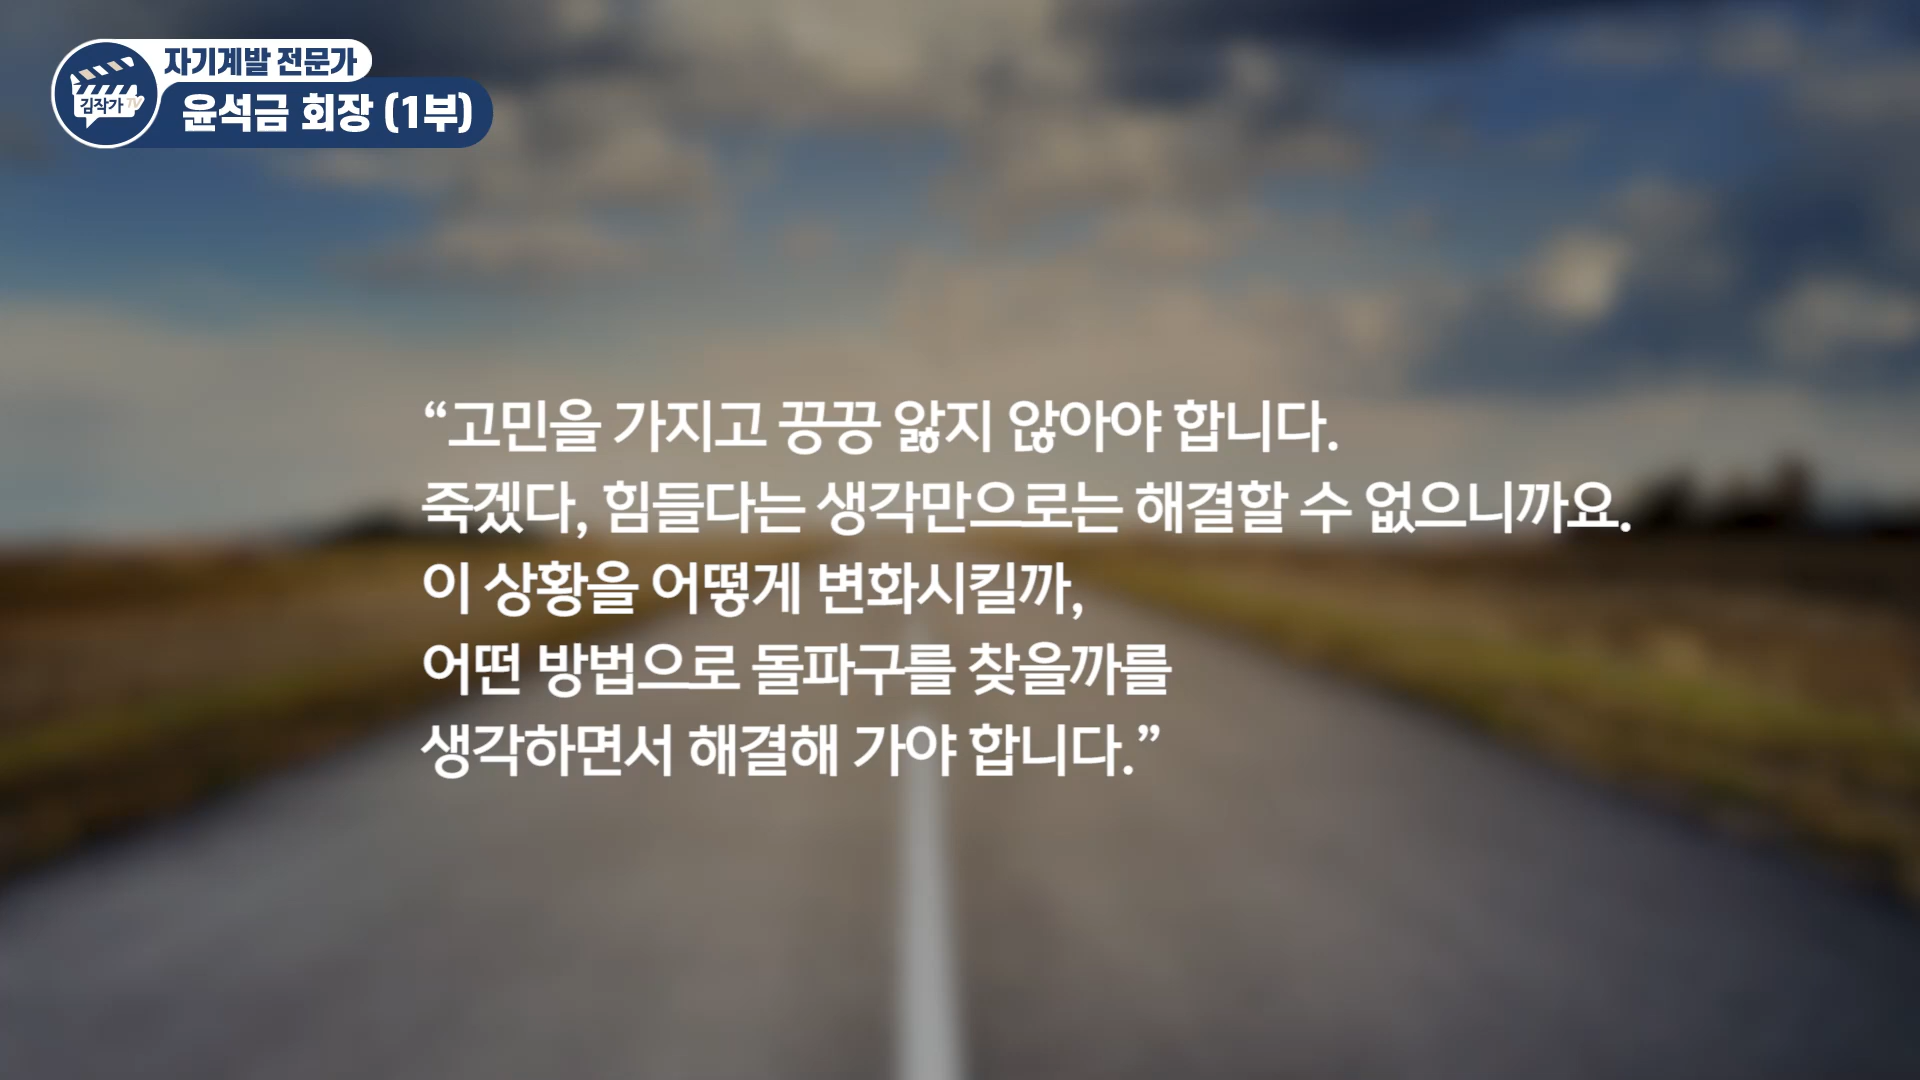 자기계발 전문가
김작가 TV
윤석금 회장 (1부)
“고민을 가지고 끙끙 앓지 않아야 합니다.
죽겠다, 힘들다는 생각만으로는 해결할 수 없으니까요.
이 상황을 어떻게 변화시킬까,
어떤 방법으로 돌파구를 찾을까를
생각하면서 해결해 가야 합니다.”